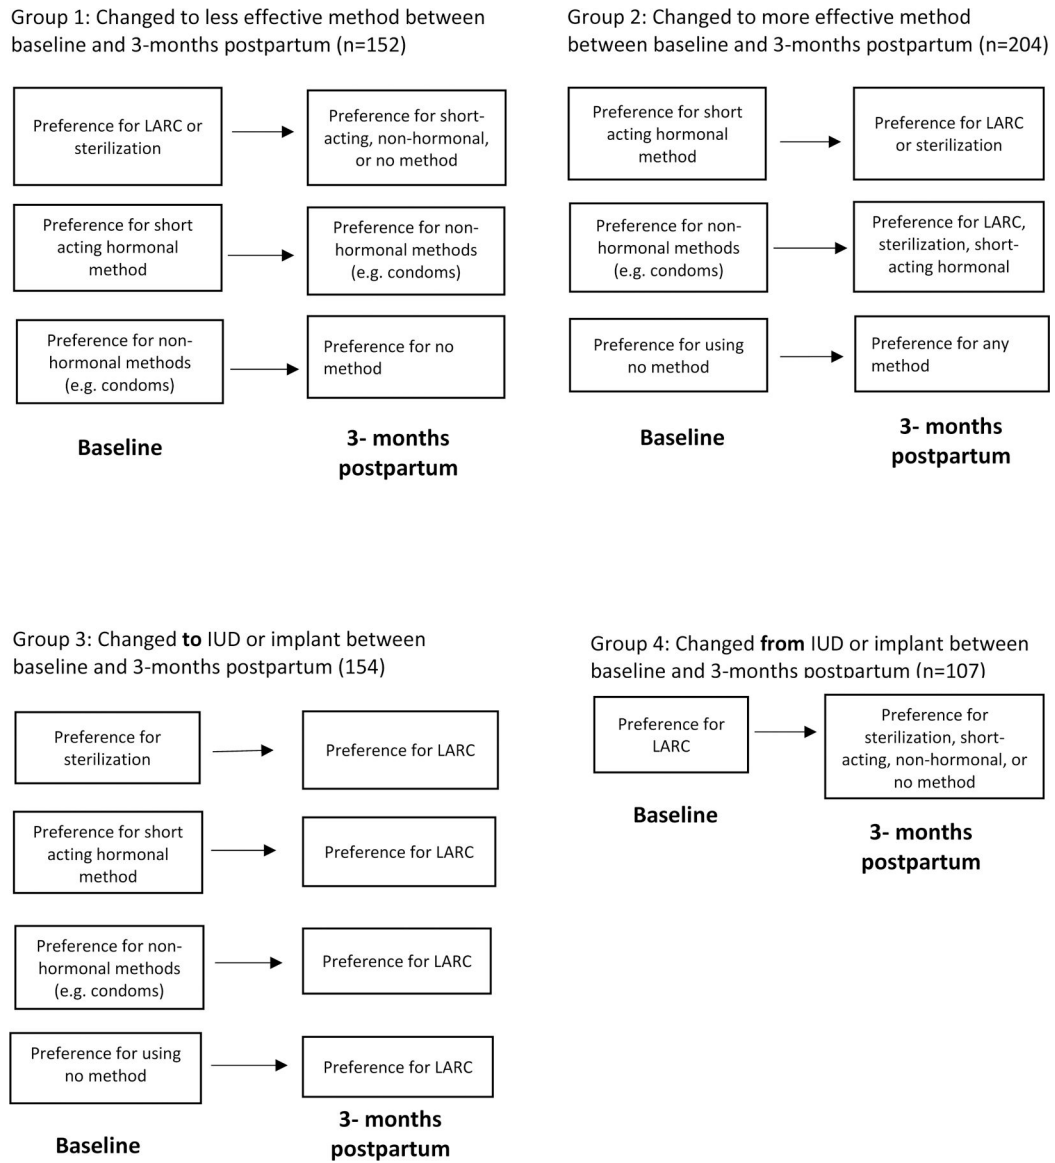 Group 1: Changed to less effective method between
baseline and 3-months postpartum (n=152)
Preference for LARC or
sterilization
Preference for short-
acting, non-hormonal,
or no method
Preference for short
acting hormonal
method
Preference for non-
hormonal methods
(e.g. condoms)
Preference for non-
hormonal methods
(e.g. condoms)
Preference for no
method
Baseline
3- months
postpartum
Group 2: Changed to more effective method
between baseline and 3-months postpartum (n=204)
Preference for short
acting hormonal
method
Preference for LARC
or sterilization
Preference for non-
hormonal methods
(e.g. condoms)
Preference for LARC,
sterilization, short-
acting hormonal
Preference for using
no method
Preference for any
method
Baseline
3- months
postpartum
Group 3: Changed to IUD or implant between
baseline and 3-months postpartum (154)
Preference for
sterilization
Preference for LARC
Preference for short
acting hormonal
method
Preference for LARC
Preference for non-
hormonal methods
(e.g. condoms)
Preference for LARC
Preference for using
no method
Preference for LARC
Baseline
3- months
postpartum
Group 4: Changed from IUD or implant between
baseline and 3-months postpartum (n=107)
Preference for
LARC
Preference for
sterilization, short-
acting, non-hormonal, or
no method
Baseline
3- months
postpartum